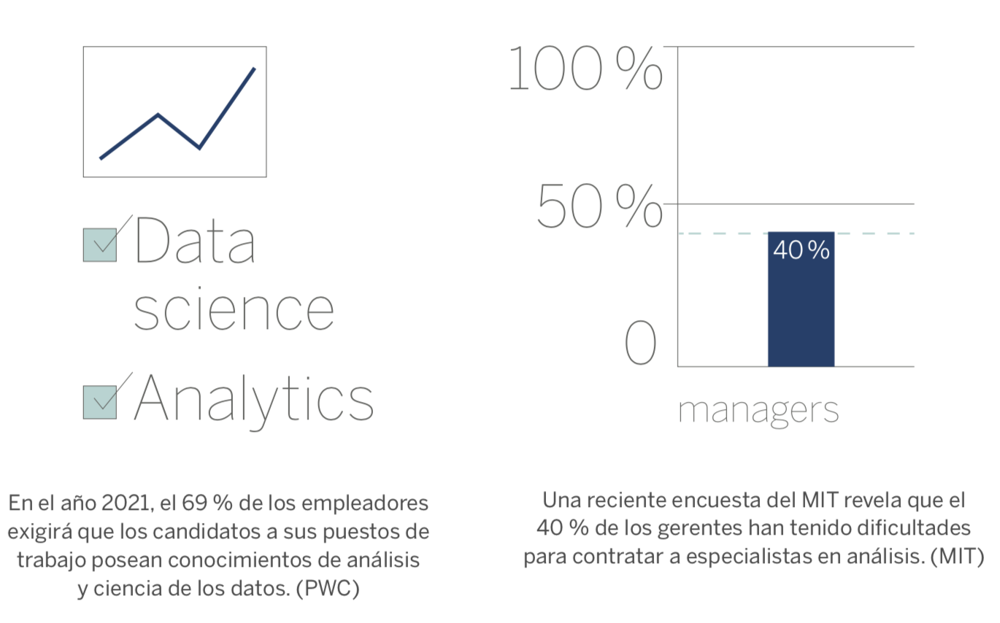 Data
science
Analytics
En el año 2021, el 69 % de los empleadores
exigirá que los candidatos a sus puestos de
trabajo posean conocimientos de análisis
y ciencia de los datos. (PWC)
100 %
50 %
40 %
0
managers
Una reciente encuesta del MIT revela que el
40 % de los gerentes han tenido dificultades
para contratar a especialistas en análisis. (MIT)